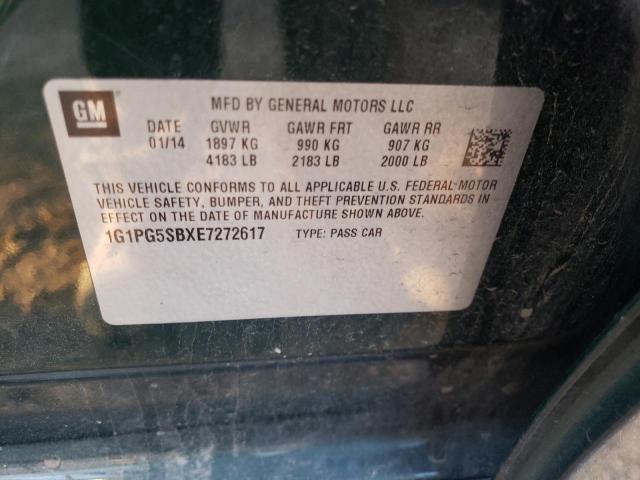 GM
MFD BY GENERAL MOTORS LLC
DATE GVWR GAWR FRT GAWR RR
01/14 1897 KG 990 KG 907 KG
4183 LB 2183 LB 2000 LB
THIS VEHICLE CONFORMS TO ALL APPLICABLE U.S. FEDERAL MOTOR
VEHICLE SAFETY, BUMPER, AND THEFT PREVENTION STANDARDS
IN EFFECT ON THE DATE OF MANUFACTURE SHOWN ABOVE.
1G1PG5SBXE7272617 TYPE: PASS CAR